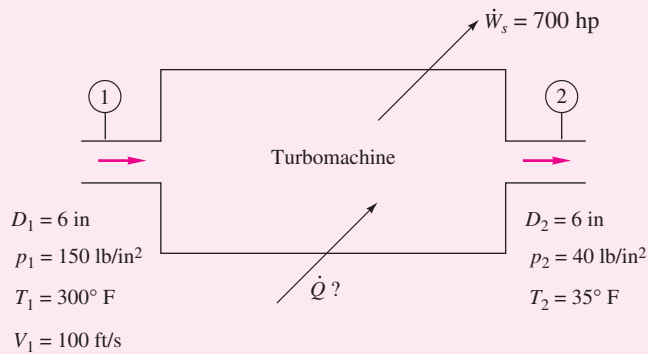 Ẇs = 700 hp
1
2
Turbomachine
D1 = 6 in
p1 = 150 lb/in²
T1 = 300° F
V1 = 100 ft/s
Q̇ ?
D2 = 6 in
p2 = 40 lb/in²
T2 = 35° F